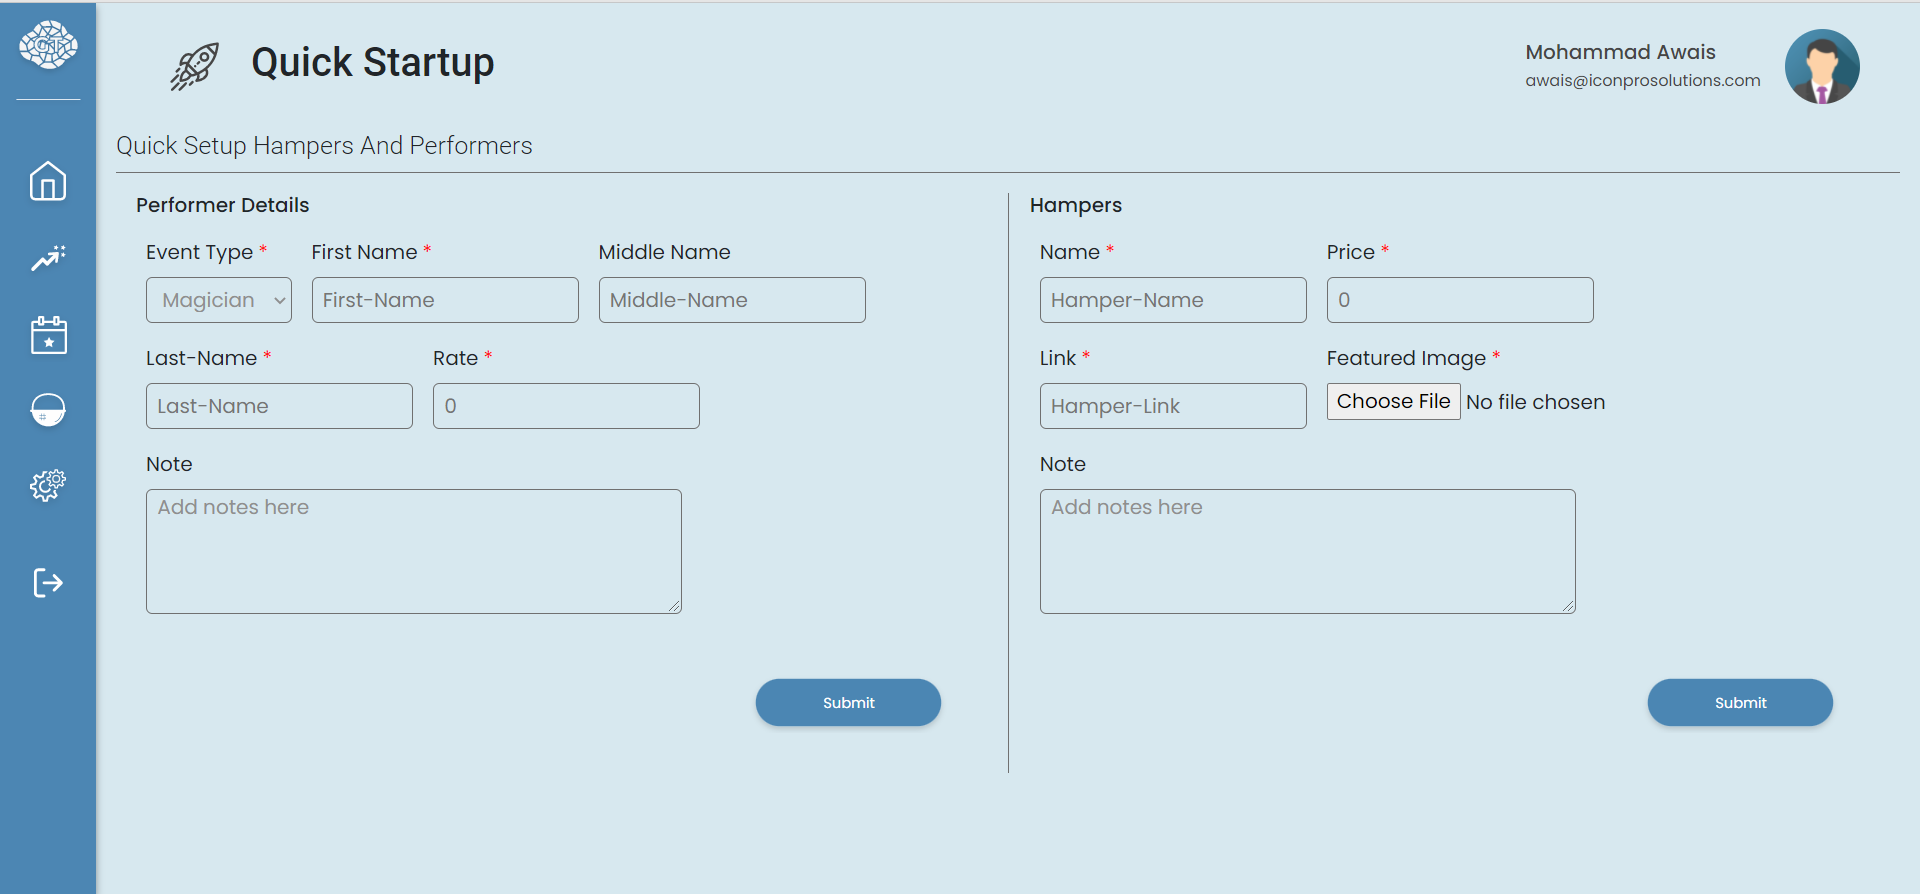 GTI
Quick Startup
Mohammad Awais
awais@iconprosolutions.com
Quick Setup Hampers And Performers
Performer Details
Event Type *
First Name *
Middle Name
Magician
First-Name
Middle-Name
Last-Name *
Rate *
Last-Name
0
Note
Add notes here
Submit
Hampers
Name *
Price *
Hamper-Name
0
Link *
Featured Image *
Hamper-Link
Choose File No file chosen
Note
Add notes here
Submit